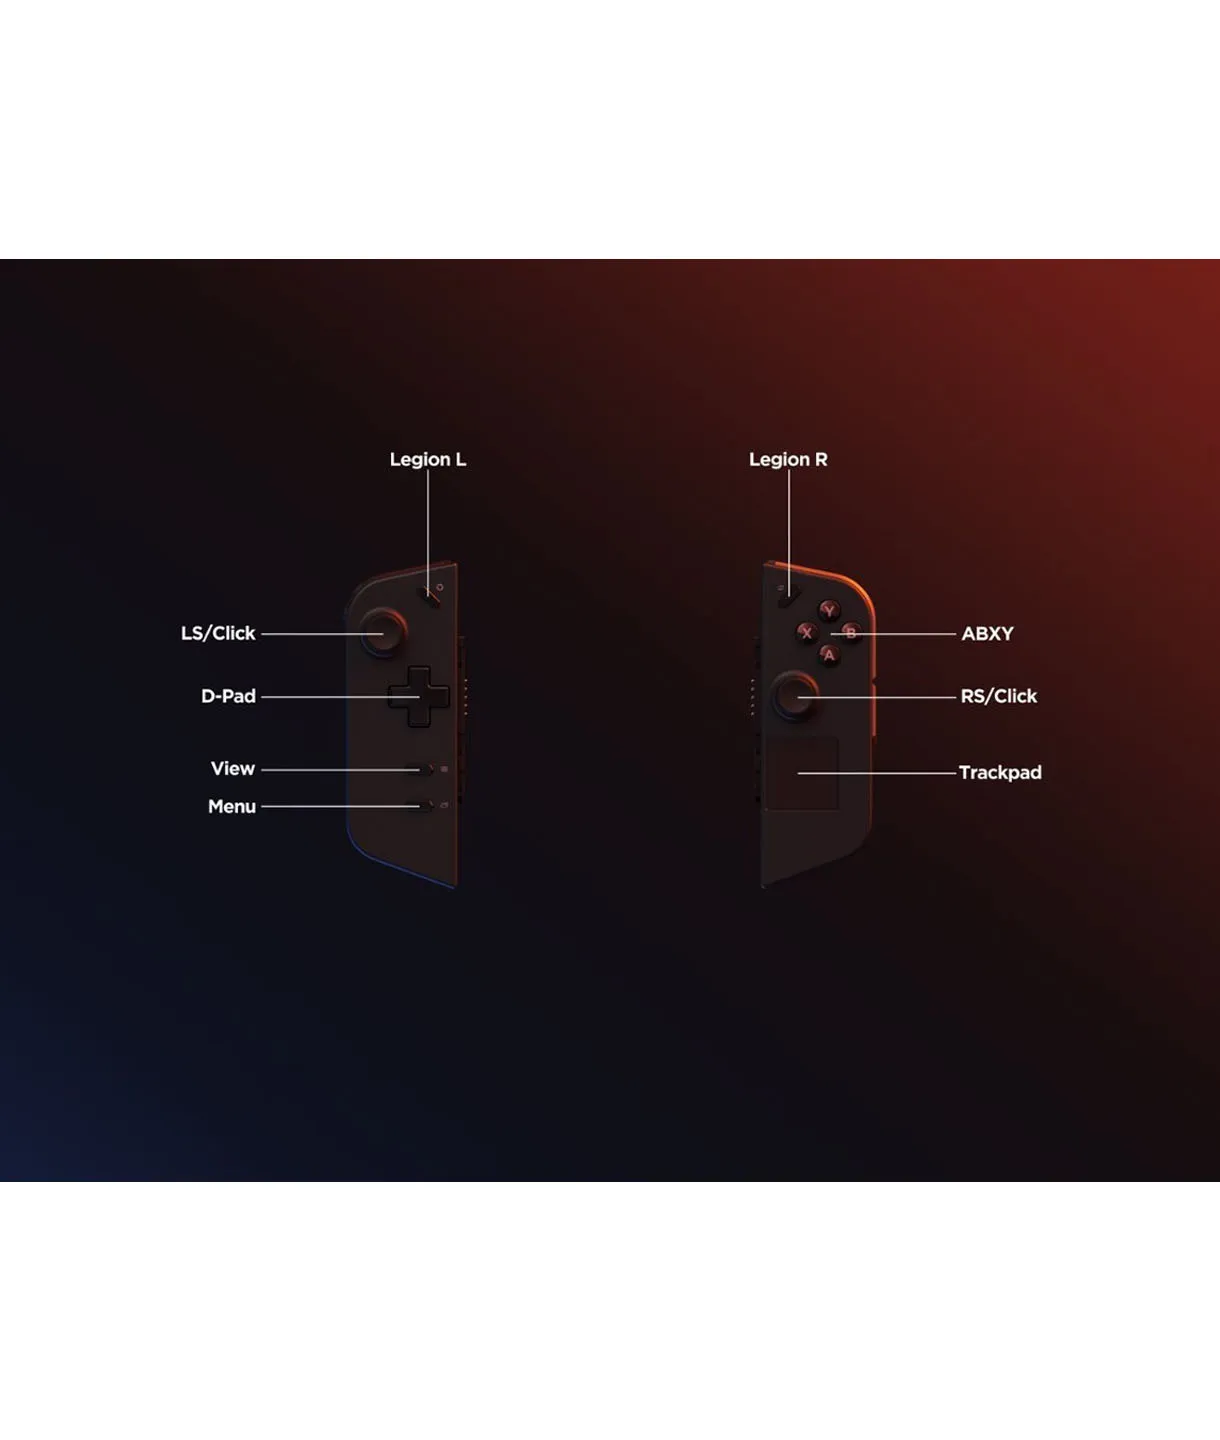 Legion L
Legion R
LS/Click
D-Pad
View
Menu
Y
X
B
A
ABXY
RS/Click
Trackpad